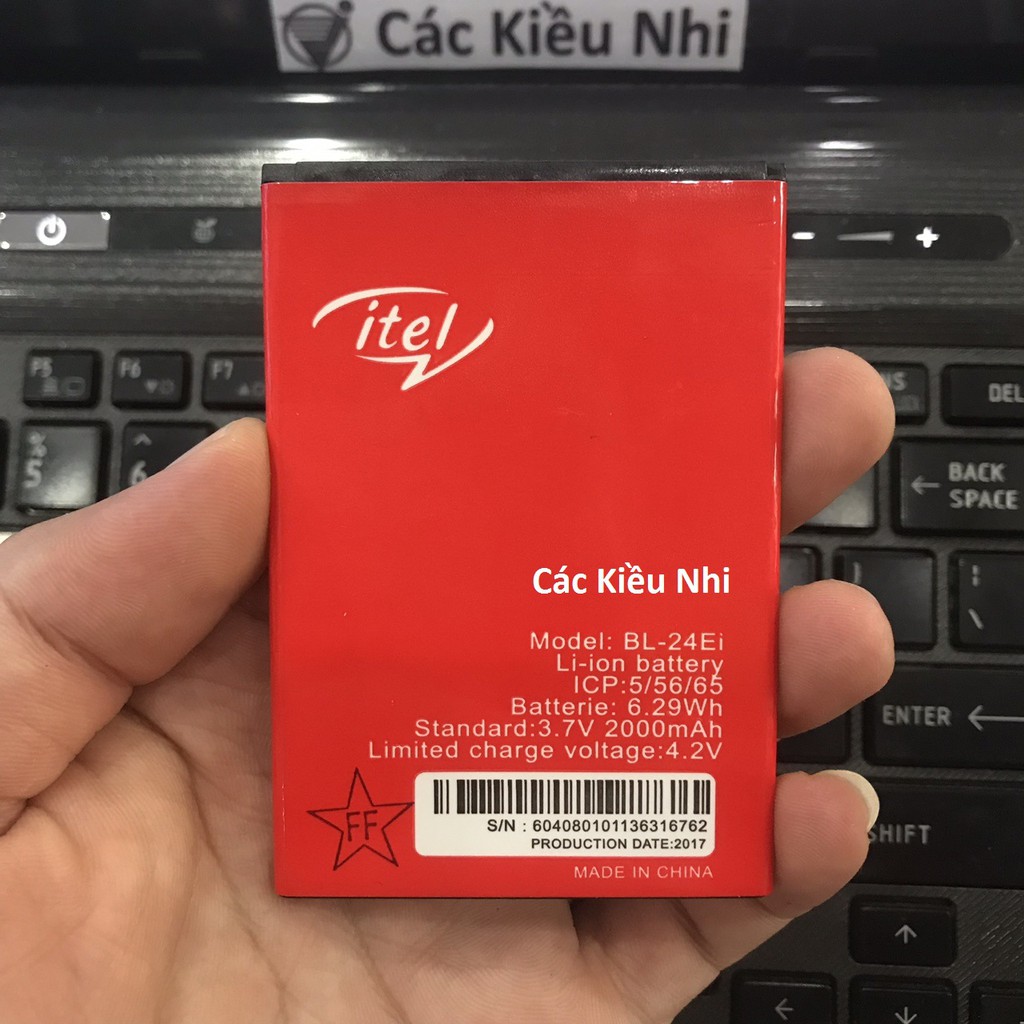 Các Kiều Nhi
itel
F5
F6
F7
DEL
%
5
^
6
BACK
SPACE
Các Kiều Nhi
Model: BL-24Ei
Li-ion battery
ICP:5/56/65
Batterie: 6.29Wh
Standard:3.7V 2000mAh
Limited charge voltage:4.2V
ENTER
FF
S/N : 604080101136316762
PRODUCTION DATE:2017
MADE IN CHINA
SHIFT